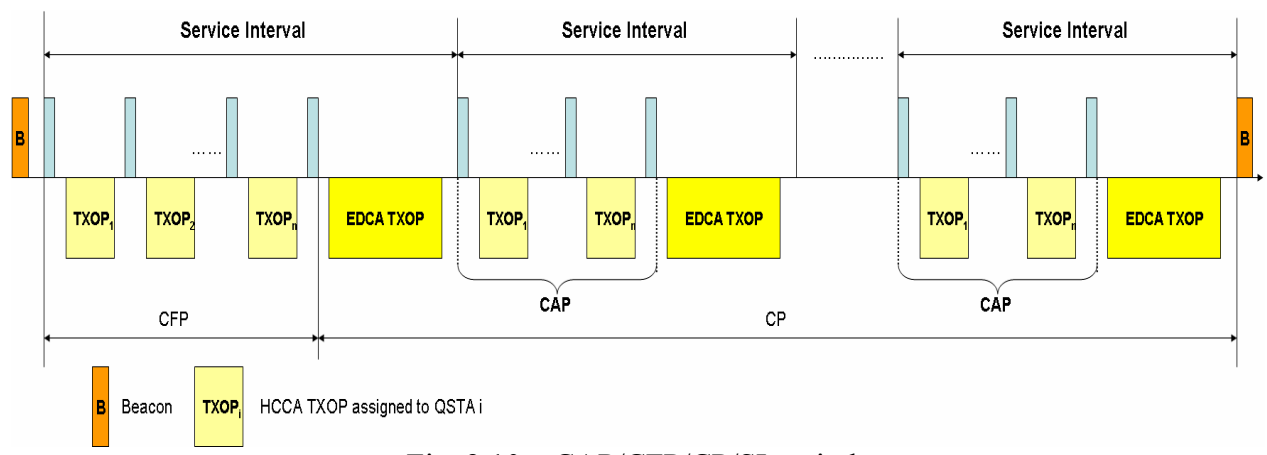 Service Interval Service Interval Service Interval
...............
B ...... ...... ...... B
TXOP1 TXOP2 TXOPn EDCA TXOP TXOP1 TXOPn EDCA TXOP TXOP1 TXOPn EDCA TXOP
CAP CAP
CFP CP
B Beacon TXOPi HCCA TXOP assigned to QSTA i